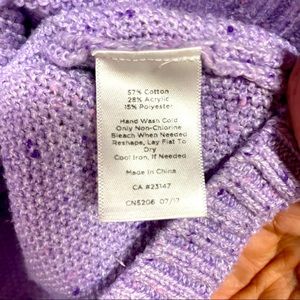 57% Cotton
28% Acrylic
15% Polyester
Hand Wash Cold
Only Non-Chlorine
Bleach When Needed
Reshape, Lay Flat To
Dry
Cool Iron, If Needed
Made In China
CA #23147
CN5206 07/17